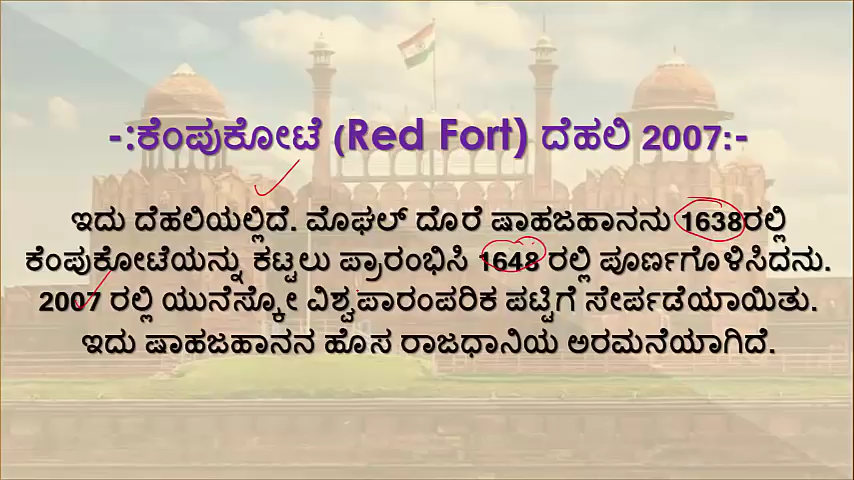 -:ಕೆಂಪುಕೋಟೆ (Red Fort) ದೆಹಲಿ 2007:-
ಇದು ದೆಹಲಿಯಲ್ಲಿದೆ. ಮೊಘಲ್ ದೊರೆ ಷಾಹಜಹಾನನು 1638ರಲ್ಲಿ
ಕೆಂಪುಕೋಟೆಯನ್ನು ಕಟ್ಟಲು ಪ್ರಾರಂಭಿಸಿ 1648 ರಲ್ಲಿ ಪೂರ್ಣಗೊಳಿಸಿದನು.
2007 ರಲ್ಲಿ ಯುನೆಸ್ಕೋ ವಿಶ್ವಪಾರಂಪರಿಕ ಪಟ್ಟಿಗೆ ಸೇರ್ಪಡೆಯಾಯಿತು.
ಇದು ಷಾಹಜಹಾನನ ಹೊಸ ರಾಜಧಾನಿಯ ಅರಮನೆಯಾಗಿದೆ.